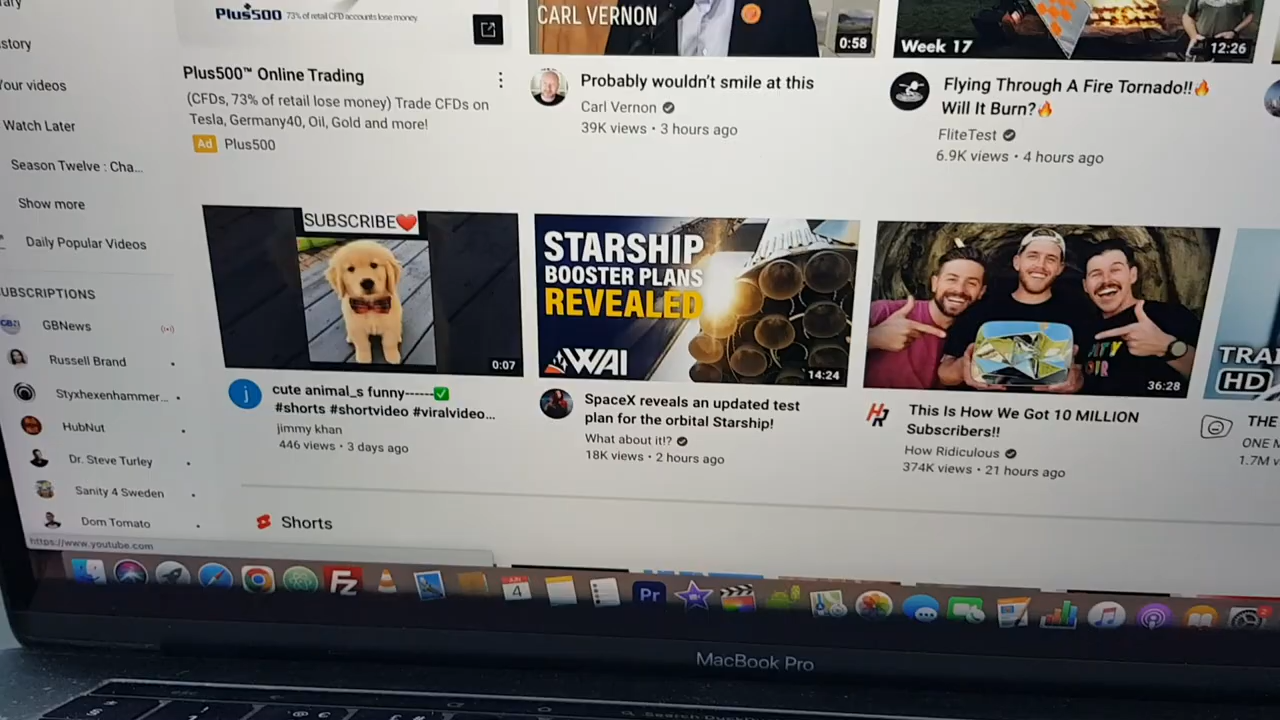 Plus500 73% of retail CFD accounts lose money.
CARL VERNON
0:58
Week 17
12:26
story
Your videos
Watch Later
Season Twelve : Cha...
Show more
Daily Popular Videos
UBSCRIPTIONS
GBNews
Russell Brand
Styxhexenhammer...
HubNut
Dr. Steve Turley
Sanity 4 Sweden
Dom Tomato
https://www.youtube.com
Plus500™ Online Trading
(CFDs, 73% of retail lose money) Trade CFDs on
Tesla, Germany40, Oil, Gold and more!
Ad Plus500
Probably wouldn't smile at this
Carl Vernon
39K views • 3 hours ago
Flying Through A Fire Tornado!!🔥
Will It Burn?🔥
FliteTest
6.9K views • 4 hours ago
SUBSCRIBE❤️
0:07
j
cute animal_s funny------✅
#shorts #shortvideo #viralvideo...
jimmy khan
446 views • 3 days ago
STARSHIP
BOOSTER PLANS
REVEALED
WAI
14:24
SpaceX reveals an updated test
plan for the orbital Starship!
What about it!?
18K views • 2 hours ago
36:28
HR
This Is How We Got 10 MILLION
Subscribers!!
How Ridiculous
374K views • 21 hours ago
TRAI
HD
THE
ONE M
1.7M v
Shorts
Fz
JUN
4
Pr
MacBook Pro